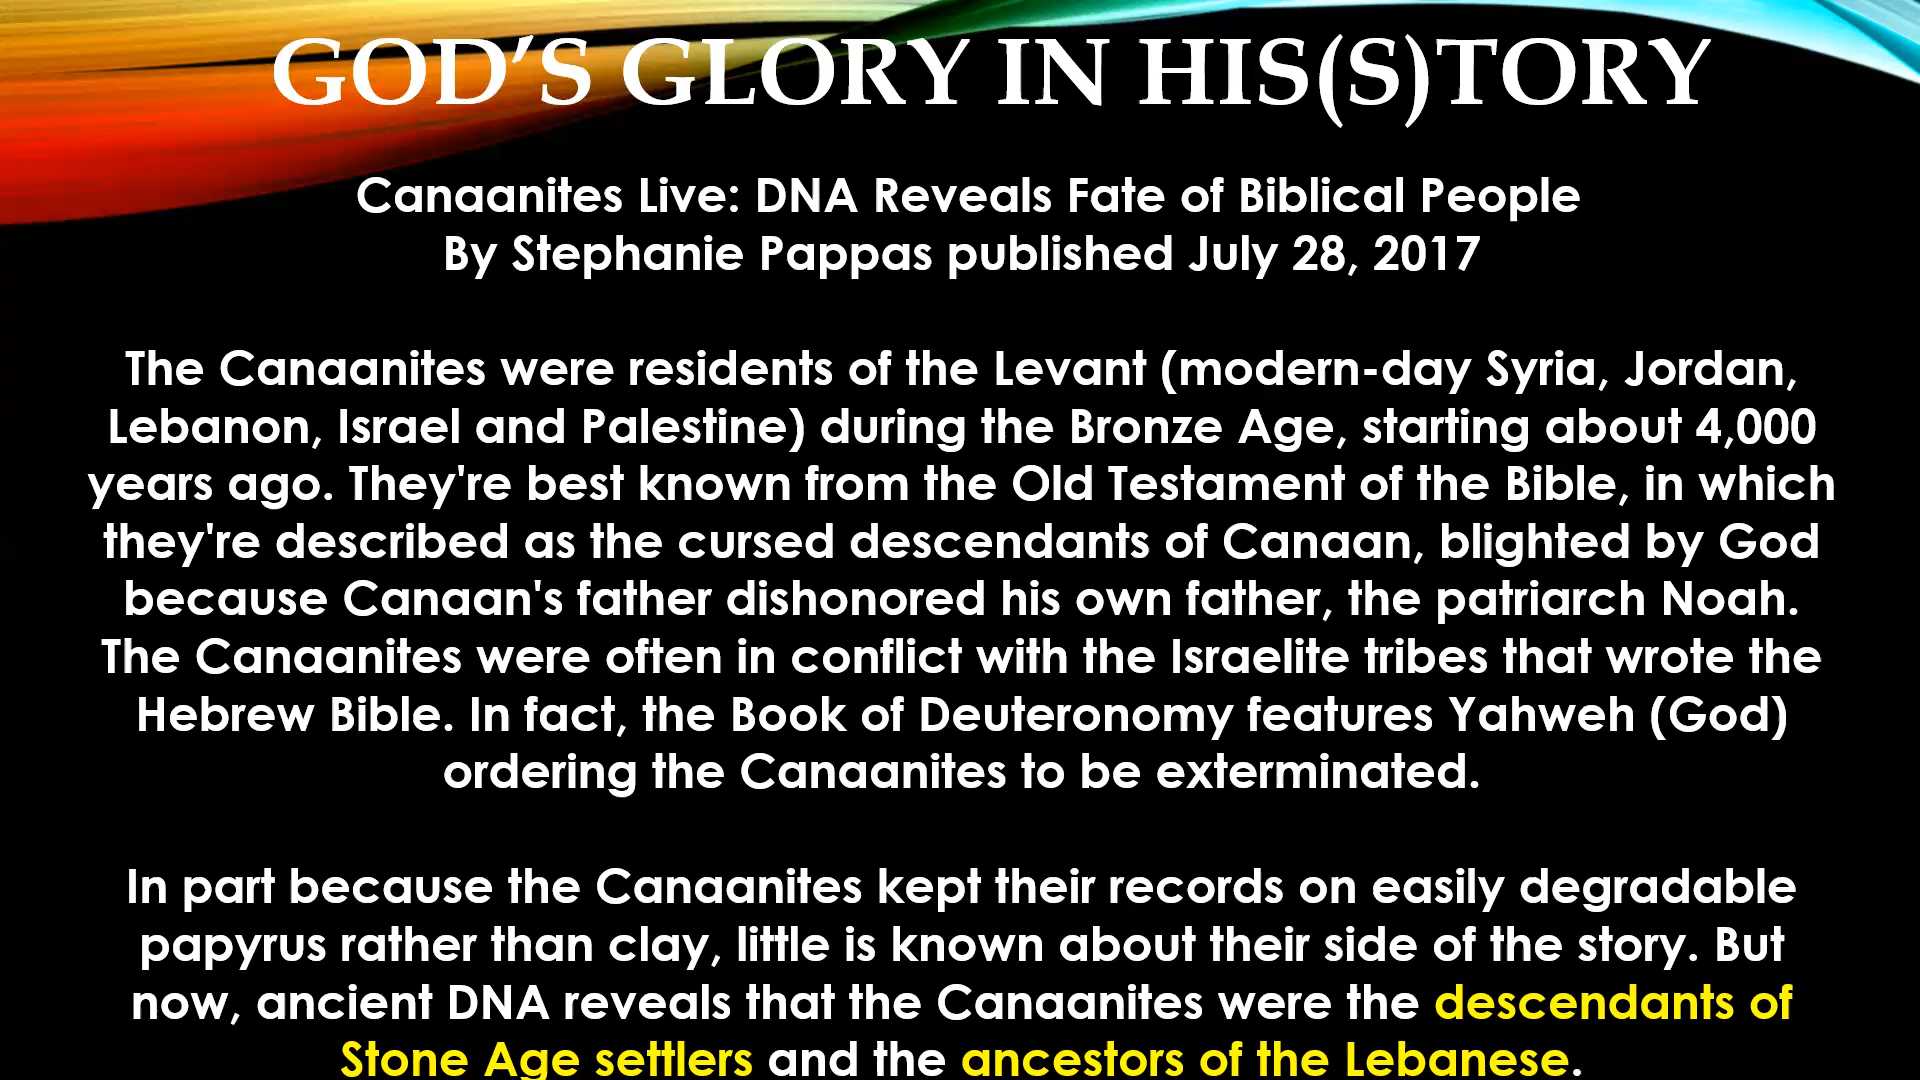 GOD’S GLORY IN HIS(S)TORY
Canaanites Live: DNA Reveals Fate of Biblical People
By Stephanie Pappas published July 28, 2017
The Canaanites were residents of the Levant (modern-day Syria, Jordan,
Lebanon, Israel and Palestine) during the Bronze Age, starting about 4,000
years ago. They're best known from the Old Testament of the Bible, in which
they're described as the cursed descendants of Canaan, blighted by God
because Canaan's father dishonored his own father, the patriarch Noah.
The Canaanites were often in conflict with the Israelite tribes that wrote the
Hebrew Bible. In fact, the Book of Deuteronomy features Yahweh (God)
ordering the Canaanites to be exterminated.
In part because the Canaanites kept their records on easily degradable
papyrus rather than clay, little is known about their side of the story. But
now, ancient DNA reveals that the Canaanites were the descendants of
Stone Age settlers and the ancestors of the Lebanese.